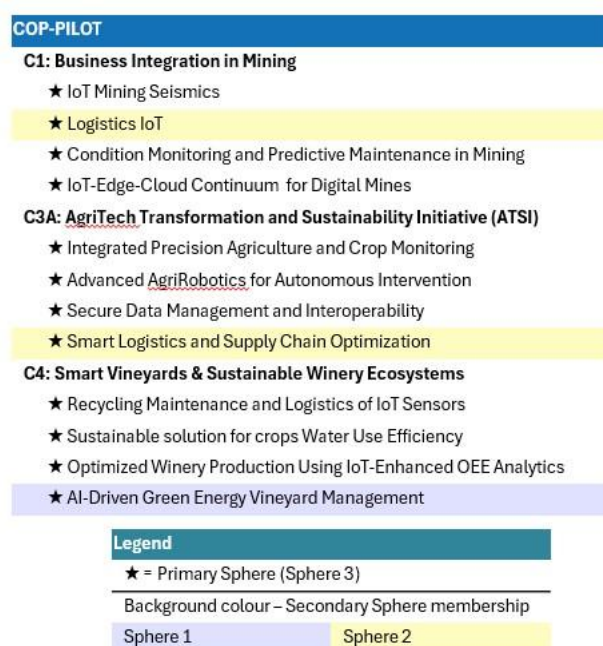 COP-PILOT
C1: Business Integration in Mining
★ IoT Mining Seismics
★ Logistics IoT
★ Condition Monitoring and Predictive Maintenance in Mining
★ IoT-Edge-Cloud Continuum for Digital Mines
C3A: AgriTech Transformation and Sustainability Initiative (ATSI)
★ Integrated Precision Agriculture and Crop Monitoring
★ Advanced AgriRobotics for Autonomous Intervention
★ Secure Data Management and Interoperability
★ Smart Logistics and Supply Chain Optimization
C4: Smart Vineyards & Sustainable Winery Ecosystems
★ Recycling Maintenance and Logistics of IoT Sensors
★ Sustainable solution for crops Water Use Efficiency
★ Optimized Winery Production Using IoT-Enhanced OEE Analytics
★ AI-Driven Green Energy Vineyard Management
Legend
★ = Primary Sphere (Sphere 3)
Background colour – Secondary Sphere membership
Sphere 1 Sphere 2